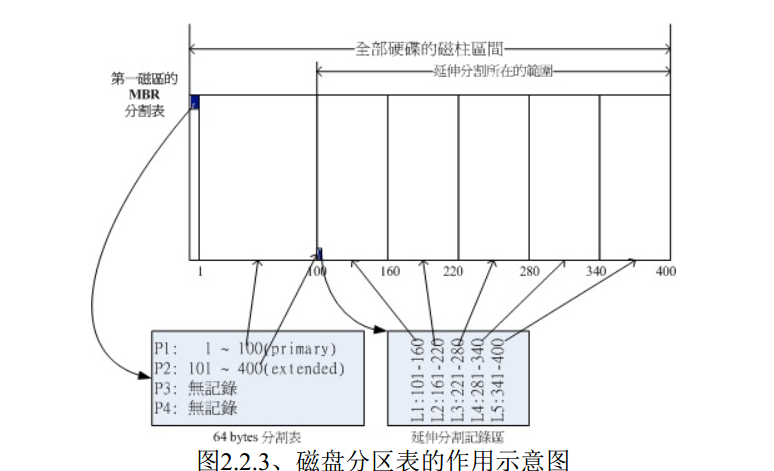 全部硬碟的磁柱區間
延伸分割所在的範圍
第一磁區的
MBR
分割表
1
100
160
220
280
340
400
P1: 1 ~ 100(primary)
P2: 101 ~ 400(extended)
P3: 無記錄
P4: 無記錄
L1:101-160
L2:161-220
L3:221-280
L4:281-340
L5:341-400
64 bytes 分割表
延伸分割記錄區
图2.2.3、磁盘分区表的作用示意图